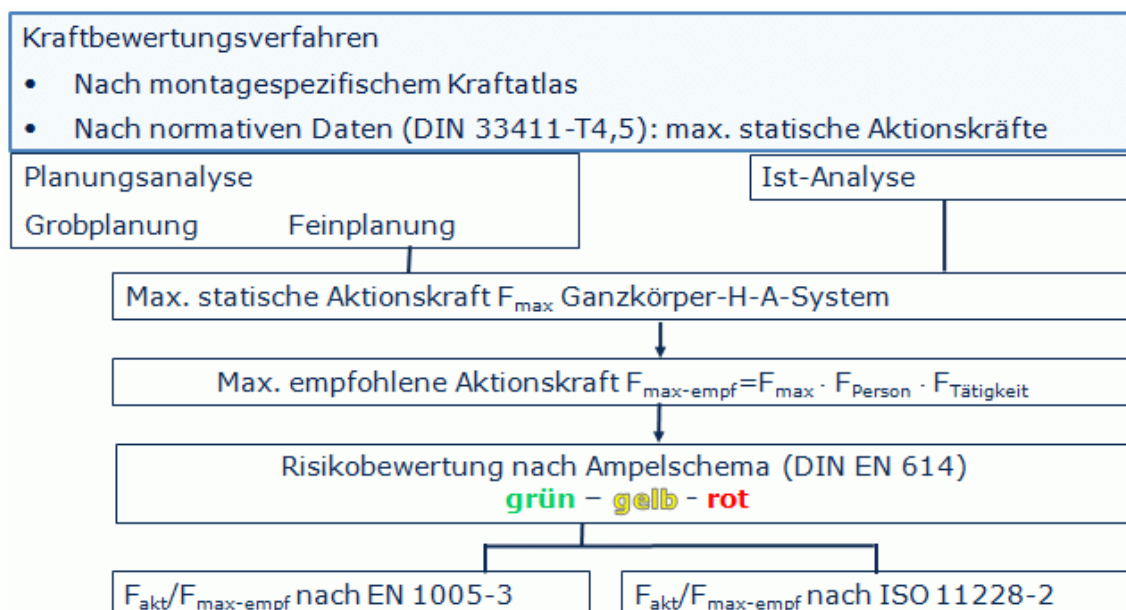 Kraftbewertungsverfahren
• Nach montagespezifischem Kraftatlas
• Nach normativen Daten (DIN 33411-T4,5): max. statische Aktionskräfte
Planungsanalyse
Grobplanung Feinplanung
Ist-Analyse
Max. statische Aktionskraft Fmax Ganzkörper-H-A-System
Max. empfohlene Aktionskraft Fmax-empf=Fmax · FPerson · FTätigkeit
Risikobewertung nach Ampelschema (DIN EN 614)
grün – gelb - rot
Fakt/Fmax-empf nach EN 1005-3
Fakt/Fmax-empf nach ISO 11228-2